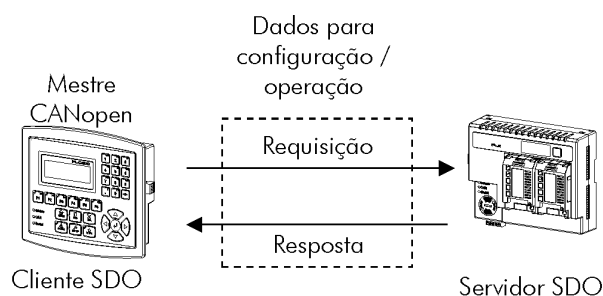 Dados para
configuração /
operação
Mestre
CANopen
Requisição
Resposta
Cliente SDO
Servidor SDO